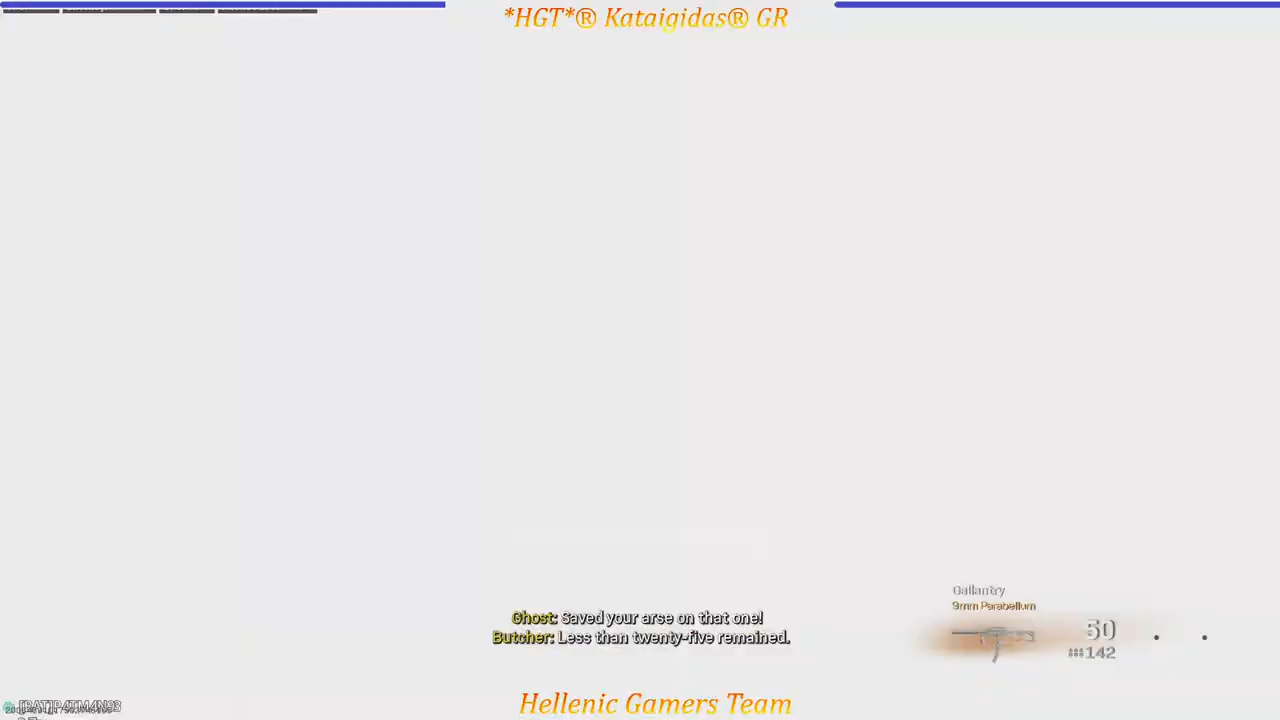 *HGT*® Kataigidas® GR
Gallantry
9mm Parabellum
50
142
Ghost: Saved your arse on that one!
Butcher: Less than twenty-five remained.
Hellenic Gamers Team